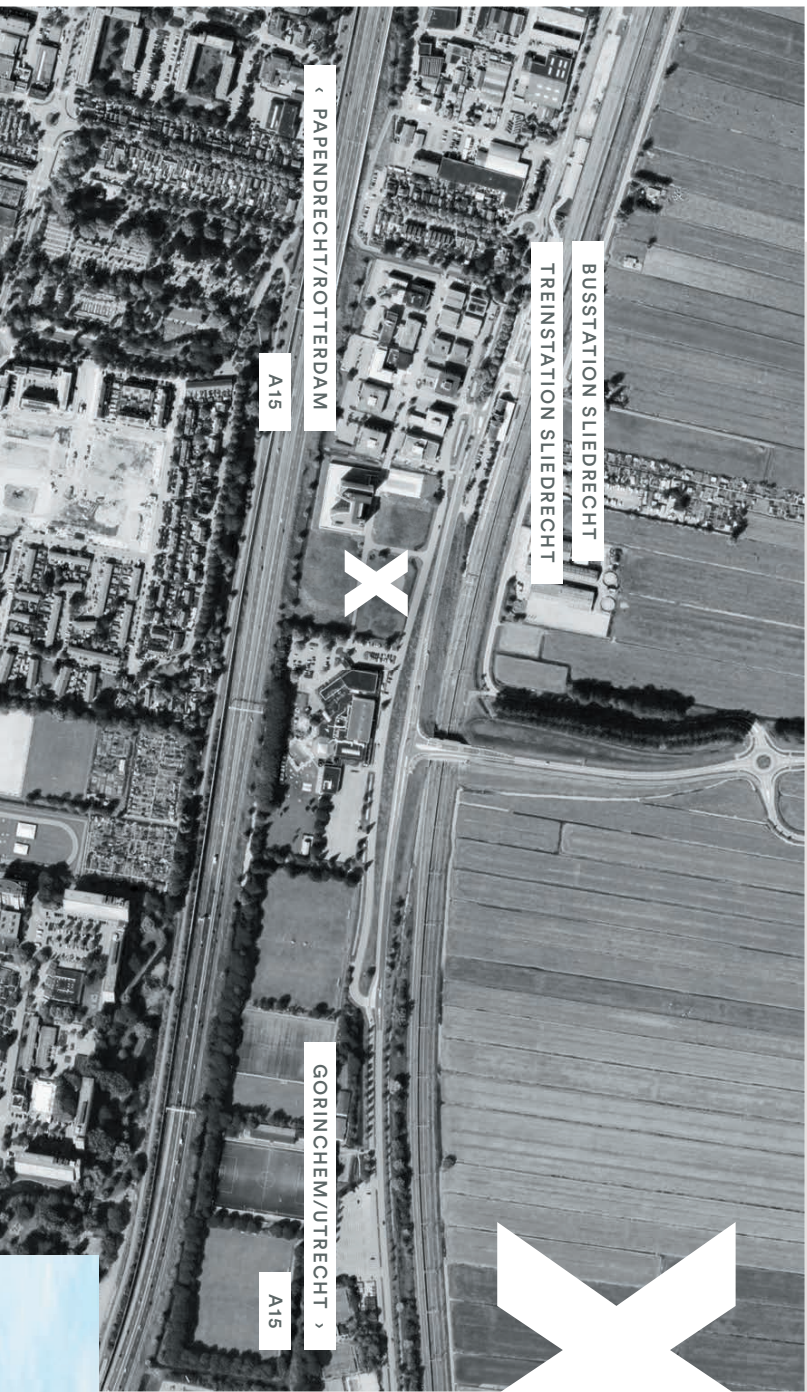 BUSSTATION SLIEDRECHT
TREINSTATION SLIEDRECHT
‹ PAPENDRECHT/ROTTERDAM
A15
GORINCHEM/UTRECHT ›
A15